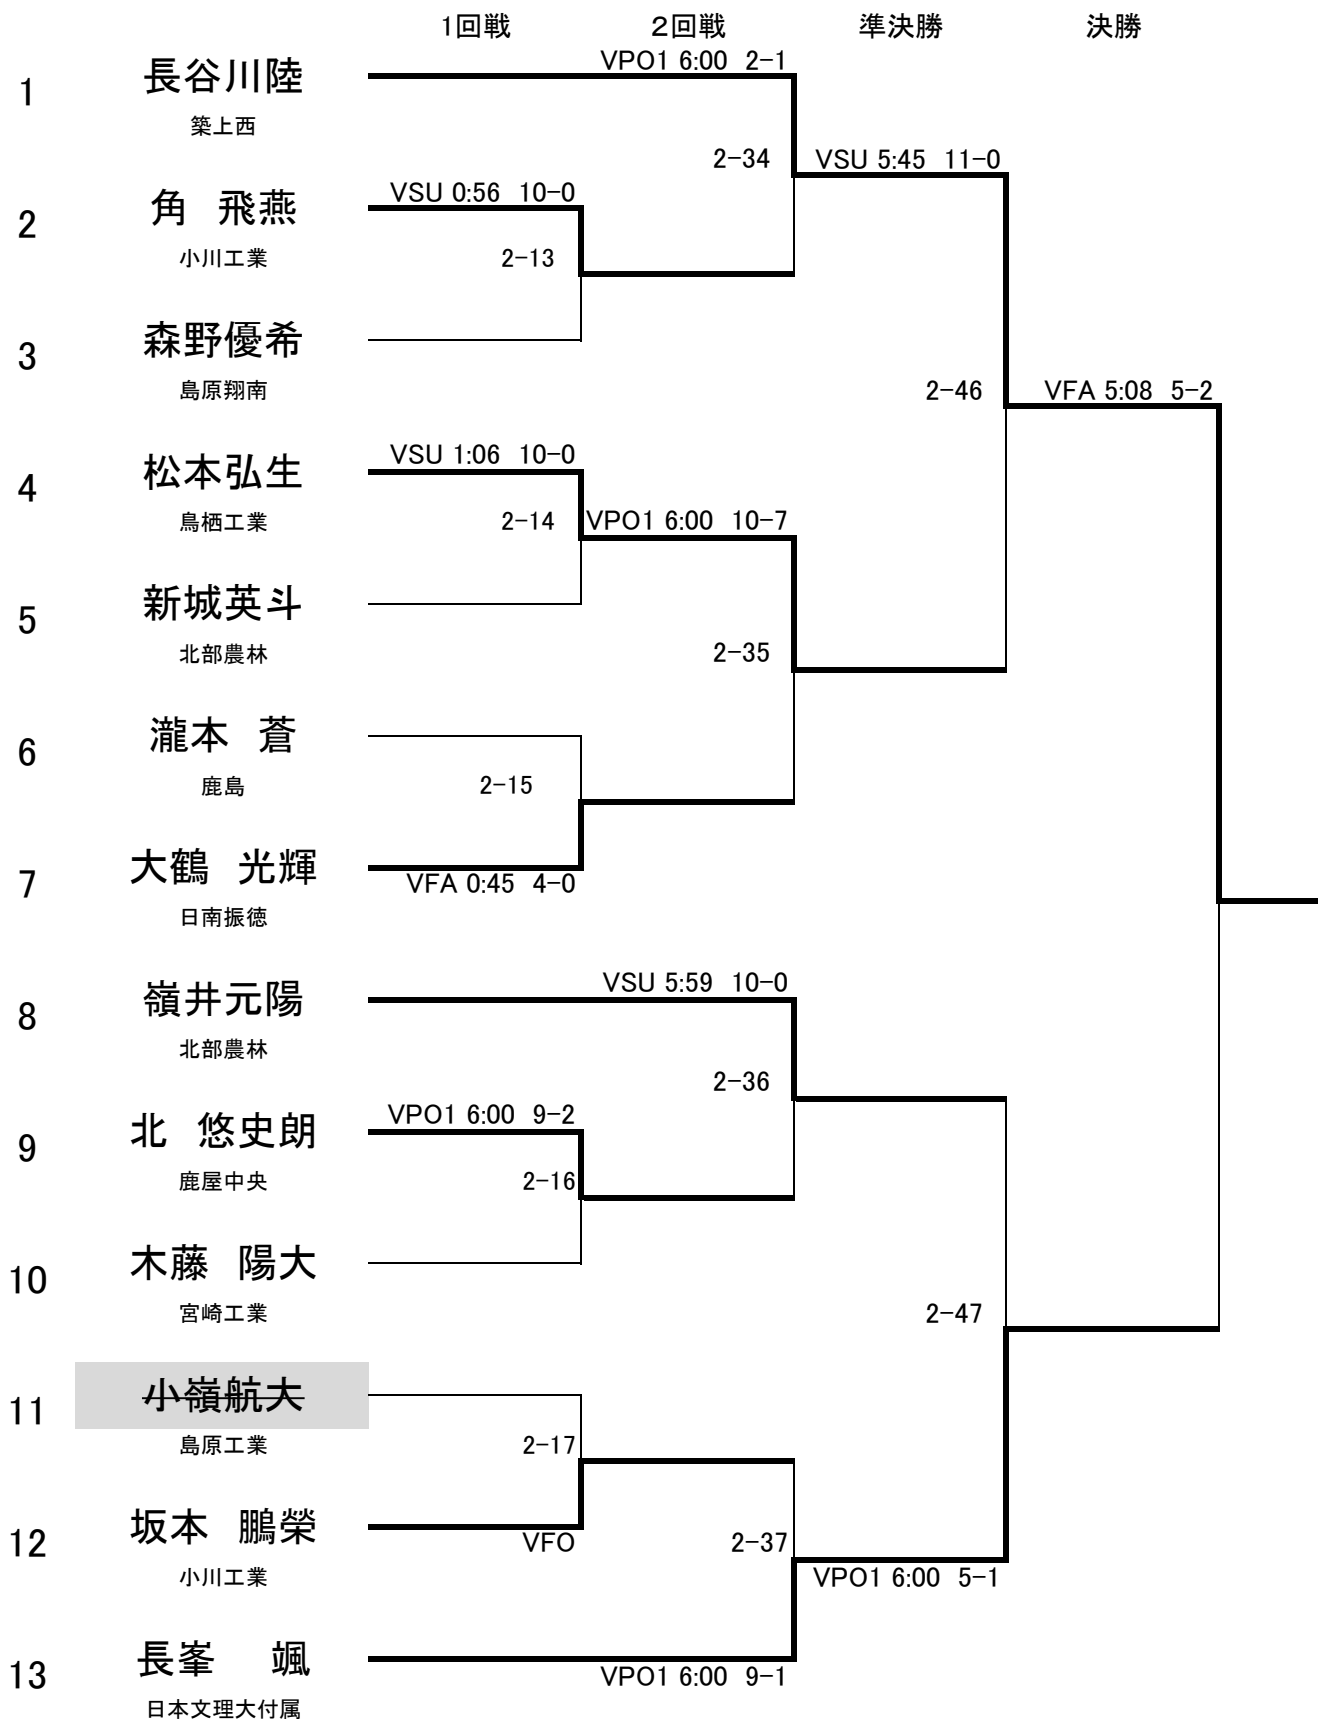 1回戦 2回戦 準決勝 決勝
VPO1 6:00 2-1
1 長谷川陸
築上西
2-34 VSU 5:45 11-0
2 角 飛燕 VSU 0:56 10-0
小川工業 2-13
3 森野優希
島原翔南
2-46 VFA 5:08 5-2
4 松本弘生 VSU 1:06 10-0
鳥栖工業 2-14 VPO1 6:00 10-7
5 新城英斗
北部農林 2-35
6 瀧本 蒼
鹿島 2-15
7 大鶴 光輝 VFA 0:45 4-0
日南振徳
8 嶺井元陽 VSU 5:59 10-0
北部農林
2-36
9 北 悠史朗 VPO1 6:00 9-2
鹿屋中央 2-16
10 木藤 陽大
宮崎工業 2-47
11 小嶺航大
島原工業 2-17
12 坂本 鵬榮 VFO 2-37
小川工業 VPO1 6:00 5-1
13 長峯 颯 VPO1 6:00 9-1
日本文理大付属